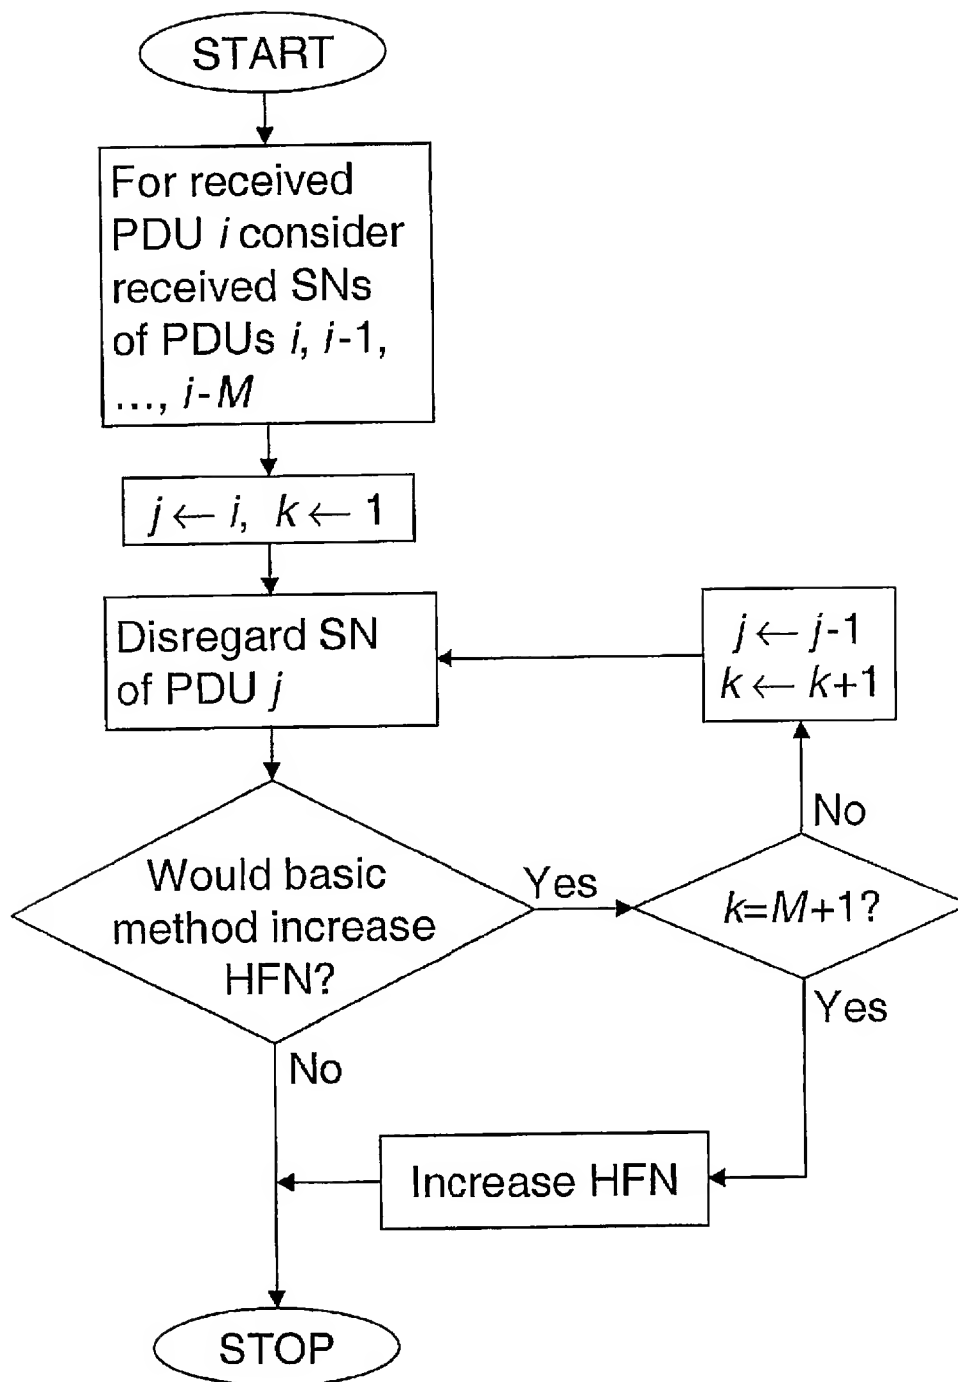 START
For received
PDU i consider
received SNs
of PDUs i, i-1,
..., i-M
j ← i, k ← 1
Disregard SN
of PDU j
j ← j-1
k ← k+1
Would basic
method increase
HFN?
Yes
k=M+1?
No
Yes
No
Increase HFN
STOP